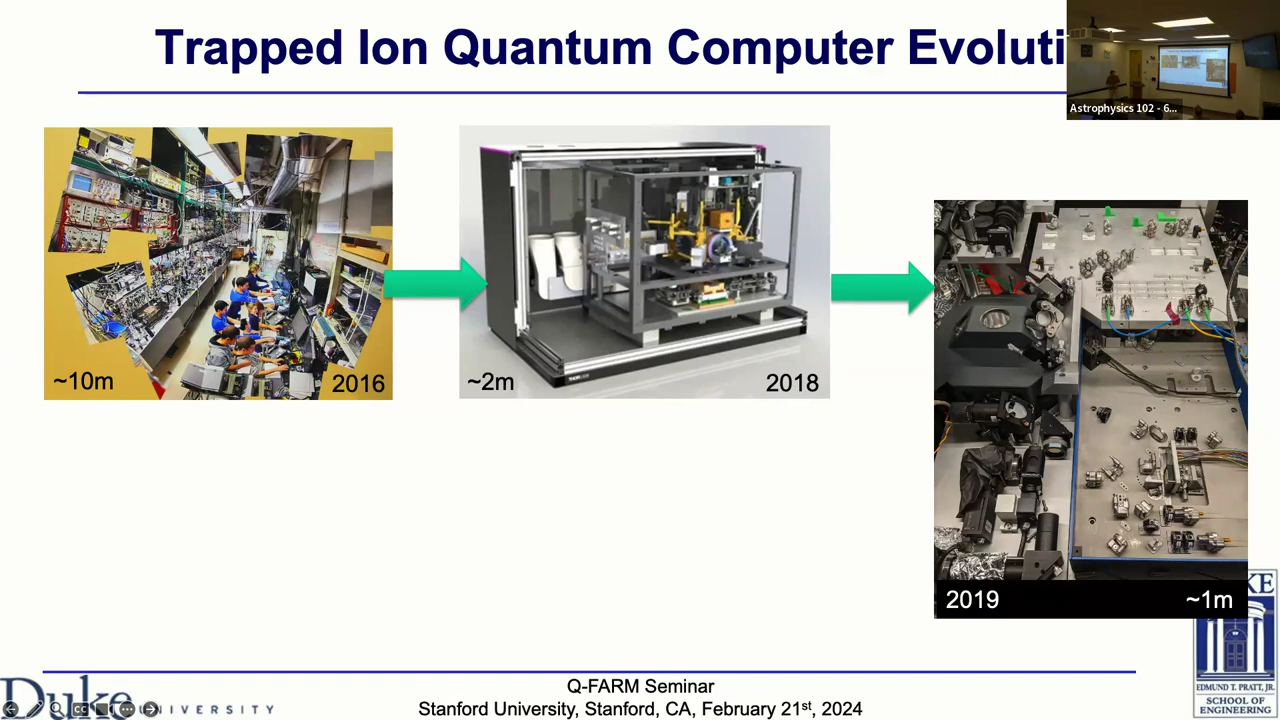 Trapped Ion Quantum Computer Evoluti
Astrophysics 102 - 6...
~10m
2016
~2m
2018
2019
~1m
Q-FARM Seminar
Stanford University, Stanford, CA, February 21st, 2024
Duke
UNIVERSITY
KE
EDMUND T. PRATT, JR.
SCHOOL OF
ENGINEERING